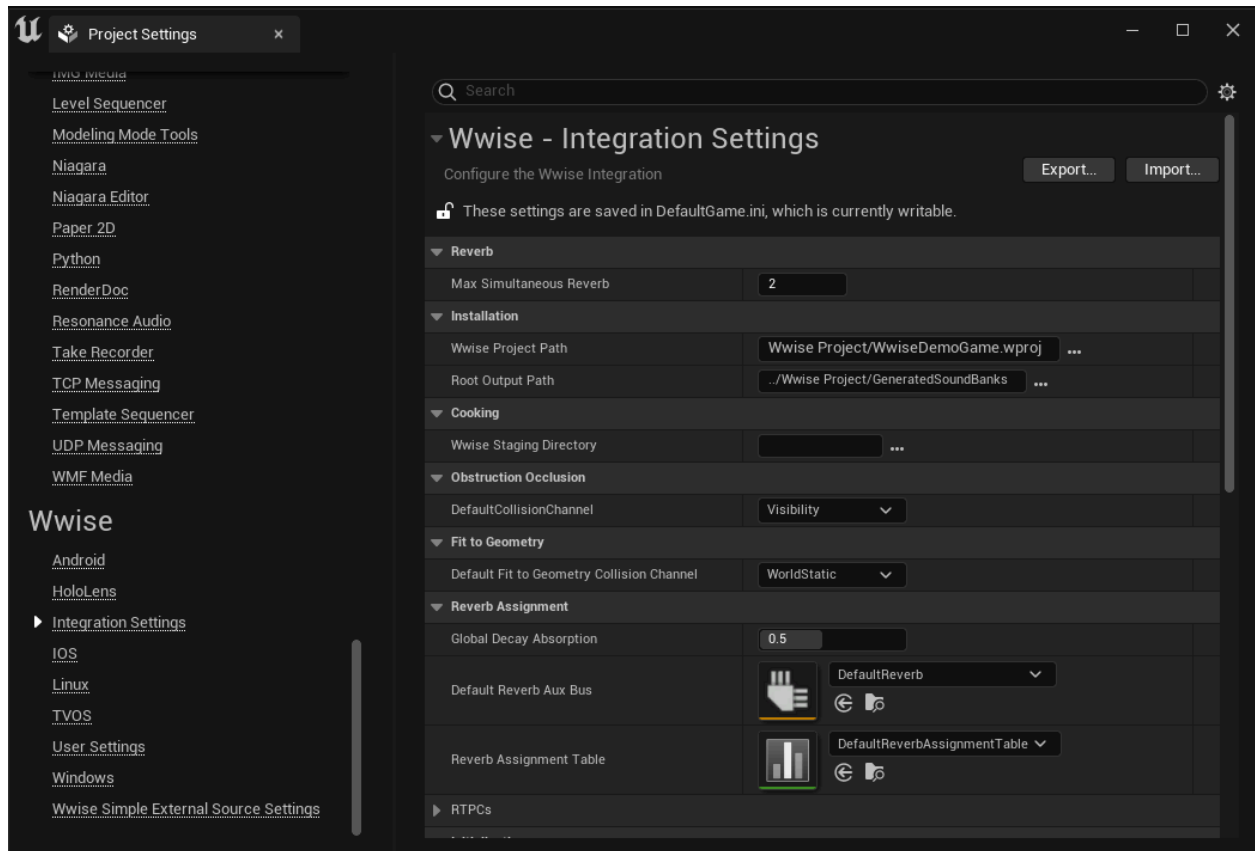 Project Settings
IMG Media
Level Sequencer
Modeling Mode Tools
Niagara
Niagara Editor
Paper 2D
Python
RenderDoc
Resonance Audio
Take Recorder
TCP Messaging
Template Sequencer
UDP Messaging
WMF Media
Wwise
Android
HoloLens
Integration Settings
IOS
Linux
TVOS
User Settings
Windows
Wwise Simple External Source Settings
Search
Wwise - Integration Settings
Configure the Wwise Integration
Export...
Import...
These settings are saved in DefaultGame.ini, which is currently writable.
Reverb
Max Simultaneous Reverb
2
Installation
Wwise Project Path
Wwise Project/WwiseDemoGame.wproj
Root Output Path
../Wwise Project/GeneratedSoundBanks
Cooking
Wwise Staging Directory
Obstruction Occlusion
DefaultCollisionChannel
Visibility
Fit to Geometry
Default Fit to Geometry Collision Channel
WorldStatic
Reverb Assignment
Global Decay Absorption
0.5
Default Reverb Aux Bus
DefaultReverb
Reverb Assignment Table
DefaultReverbAssignmentTable
RTPCs